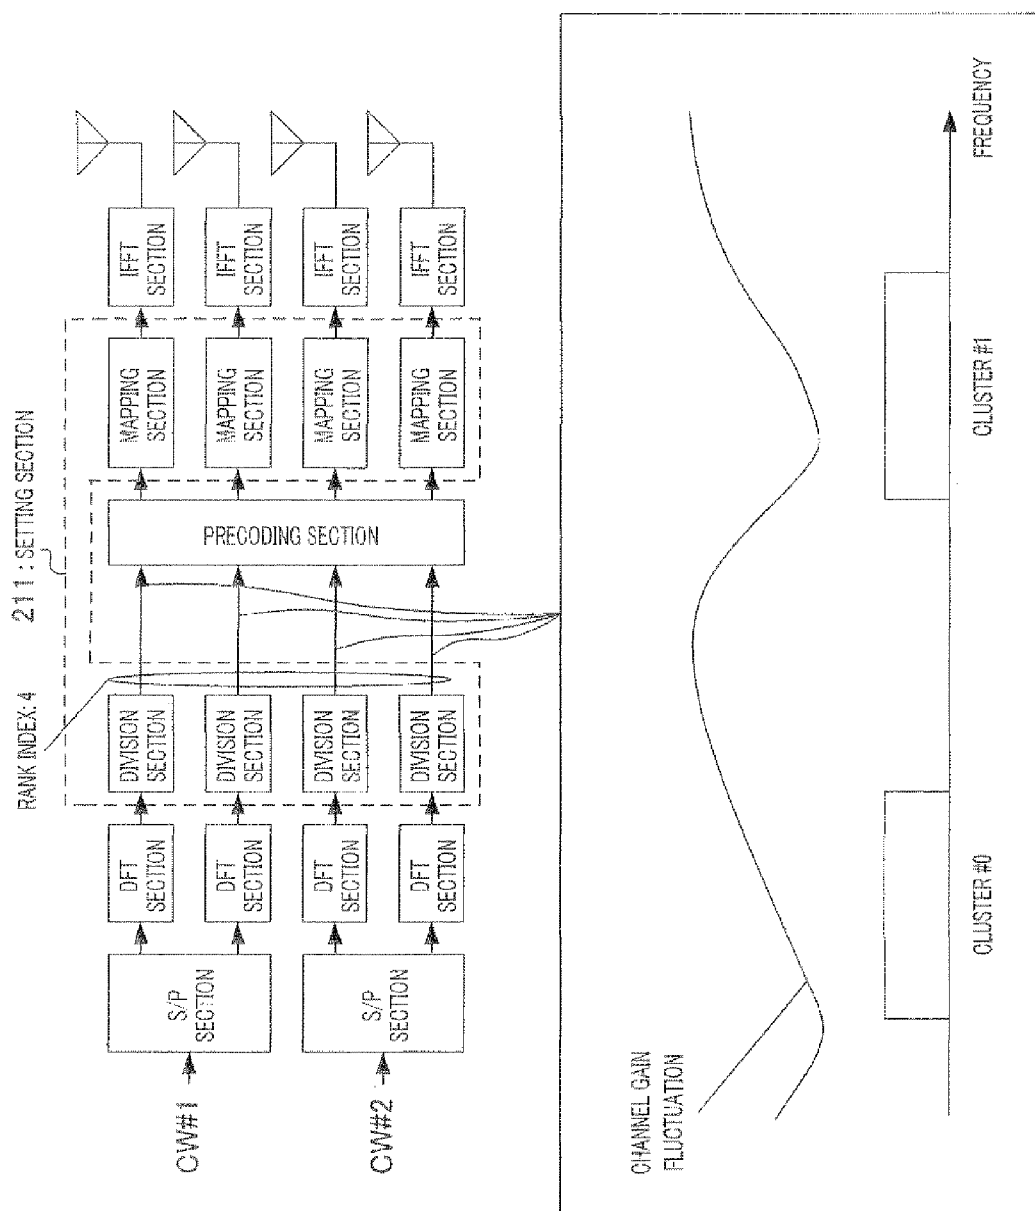 211 : SETTING SECTION
RANK INDEX: 4
CW#1
S/P
SECTION
DFT
SECTION
DIVISION
SECTION
MAPPING
SECTION
IFFT
SECTION
DFT
SECTION
DIVISION
SECTION
MAPPING
SECTION
IFFT
SECTION
PRECODING SECTION
CW#2
S/P
SECTION
DFT
SECTION
DIVISION
SECTION
MAPPING
SECTION
IFFT
SECTION
DFT
SECTION
DIVISION
SECTION
MAPPING
SECTION
IFFT
SECTION
CHANNEL GAIN
FLUCTUATION
CLUSTER #0
CLUSTER #1
FREQUENCY